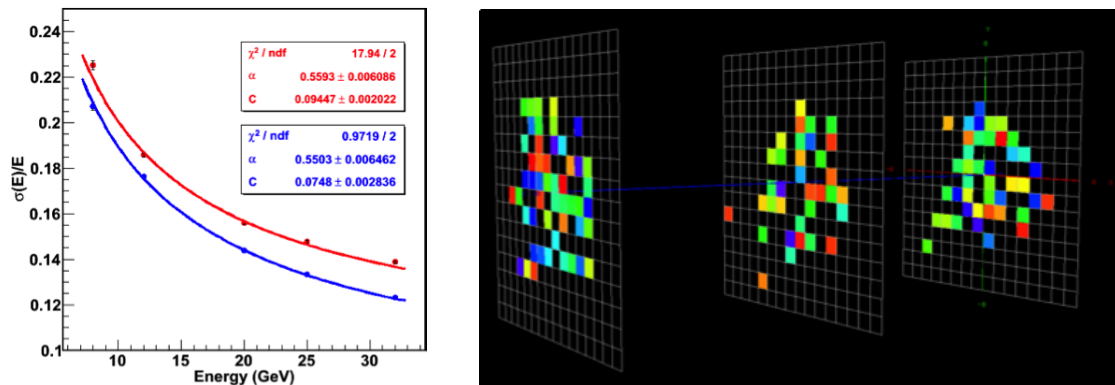 0.24
0.22
0.2
0.18
0.16
0.14
0.12
0.1
σ(E)/E
χ² / ndf 17.94 / 2
α 0.5593 ± 0.006086
C 0.09447 ± 0.002022
χ² / ndf 0.9719 / 2
α 0.5503 ± 0.006462
C 0.0748 ± 0.002836
10 15 20 25 30
Energy (GeV)